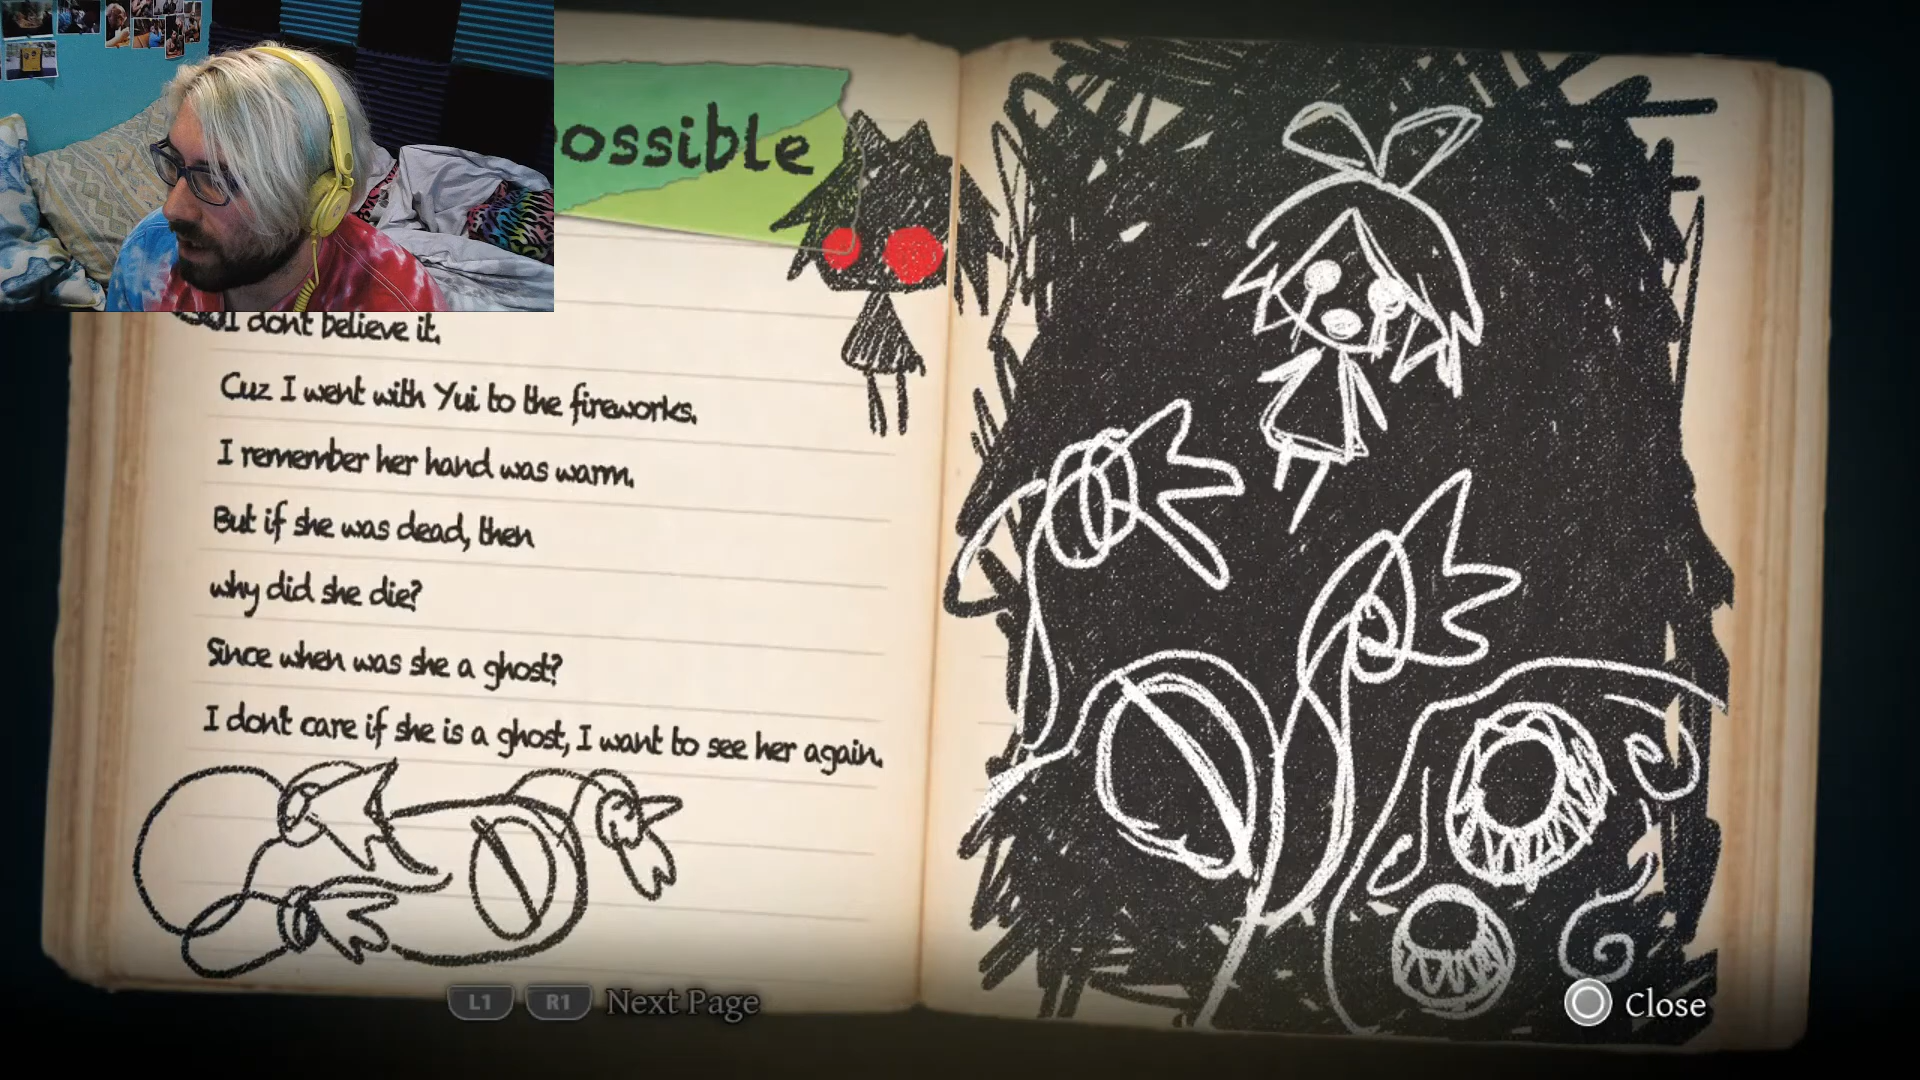 possible
I don't believe it.
Cuz I went with Yui to the fireworks.
I remember her hand was warm.
But if she was dead, then
why did she die?
Since when was she a ghost?
I don't care if she is a ghost, I want to see her again.
L1 R1 Next Page
Close